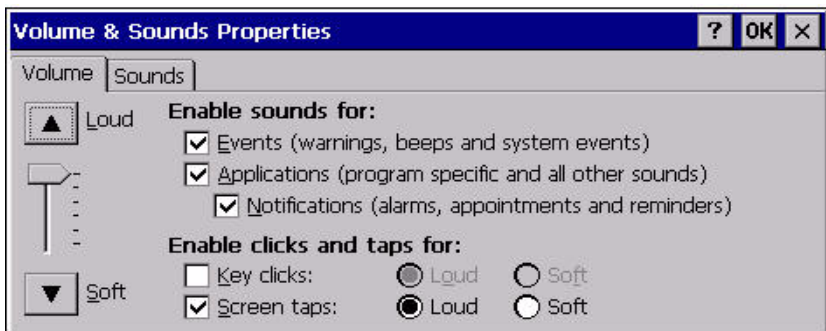 Volume & Sounds Properties ? OK ×
Volume Sounds
Loud
Enable sounds for:
Events (warnings, beeps and system events)
Applications (program specific and all other sounds)
Notifications (alarms, appointments and reminders)
Enable clicks and taps for:
Key clicks: Loud Soft
Soft Screen taps: Loud Soft